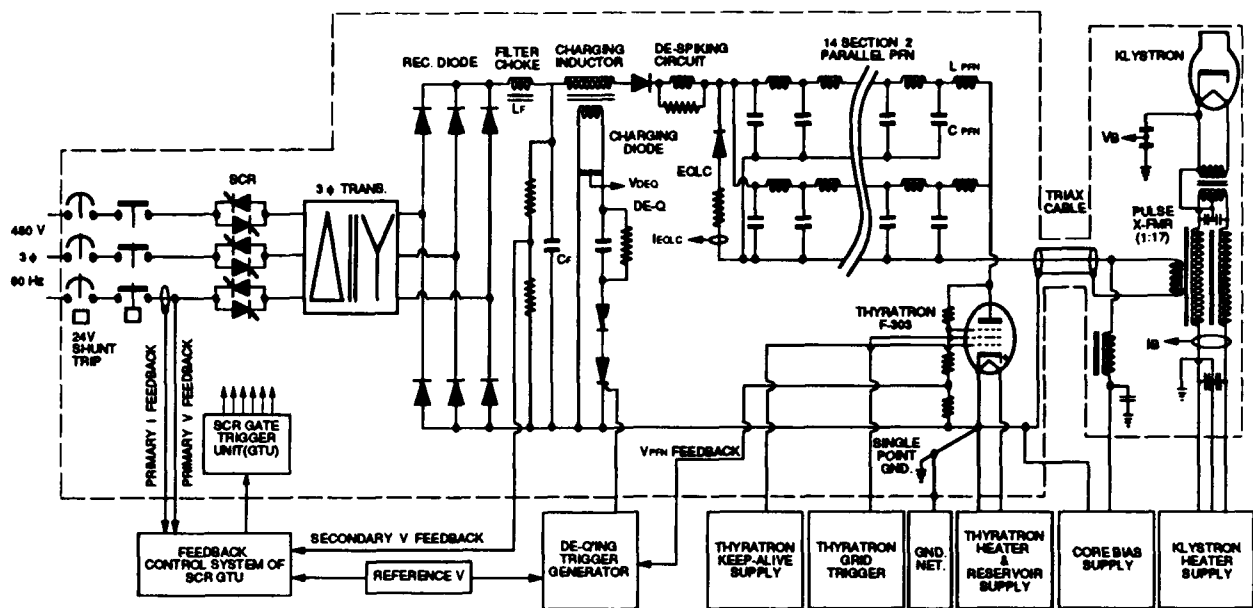 REC. DIODE
FILTER
CHOKE
LF
CHARGING
INDUCTOR
DE-SPIKING
CIRCUIT
14 SECTION 2
PARALLEL PFN
L PFN
C PFN
KLYSTRON
VB
CHARGING
DIODE
VDEQ
DE-Q
EOLC
I EOLC
CF
SCR
3 ϕ TRANS.
480 V
3 ϕ
60 Hz
24V
SHUNT
TRIP
TRIAX
CABLE
PULSE
X-FMR
(1:17)
IB
THYRATRON
F-303
PRIMARY I FEEDBACK
PRIMARY V FEEDBACK
SCR GATE
TRIGGER
UNIT(GTU)
VPFN FEEDBACK
SINGLE
POINT
GND.
SECONDARY V FEEDBACK
FEEDBACK
CONTROL SYSTEM OF
SCR GTU
REFERENCE V
DE-Q'ING
TRIGGER
GENERATOR
THYRATRON
KEEP-ALIVE
SUPPLY
THYRATRON
GRID
TRIGGER
GND.
NET.
THYRATRON
HEATER
&
RESERVOIR
SUPPLY
CORE BIAS
SUPPLY
KLYSTRON
HEATER
SUPPLY